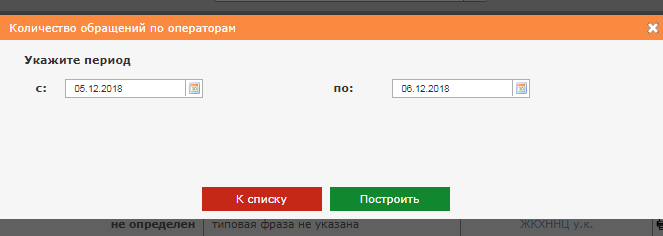 Количество обращений по операторам
Укажите период
с: 05.12.2018 по: 06.12.2018
К списку Построить
не определен типовая фраза не указана ЖКХННЦ у.к.